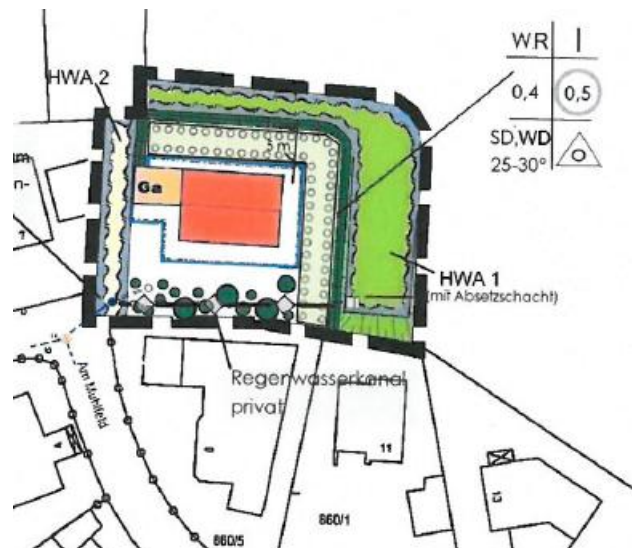 WR I
HWA 2
0,4 0,5
5 m
SD,WD
25-30°
Ga
HWA 1
(mit Absetzschacht)
Regenwasserkanal
privat
Am Mühlfeld
4
11
13
860/1
860/5